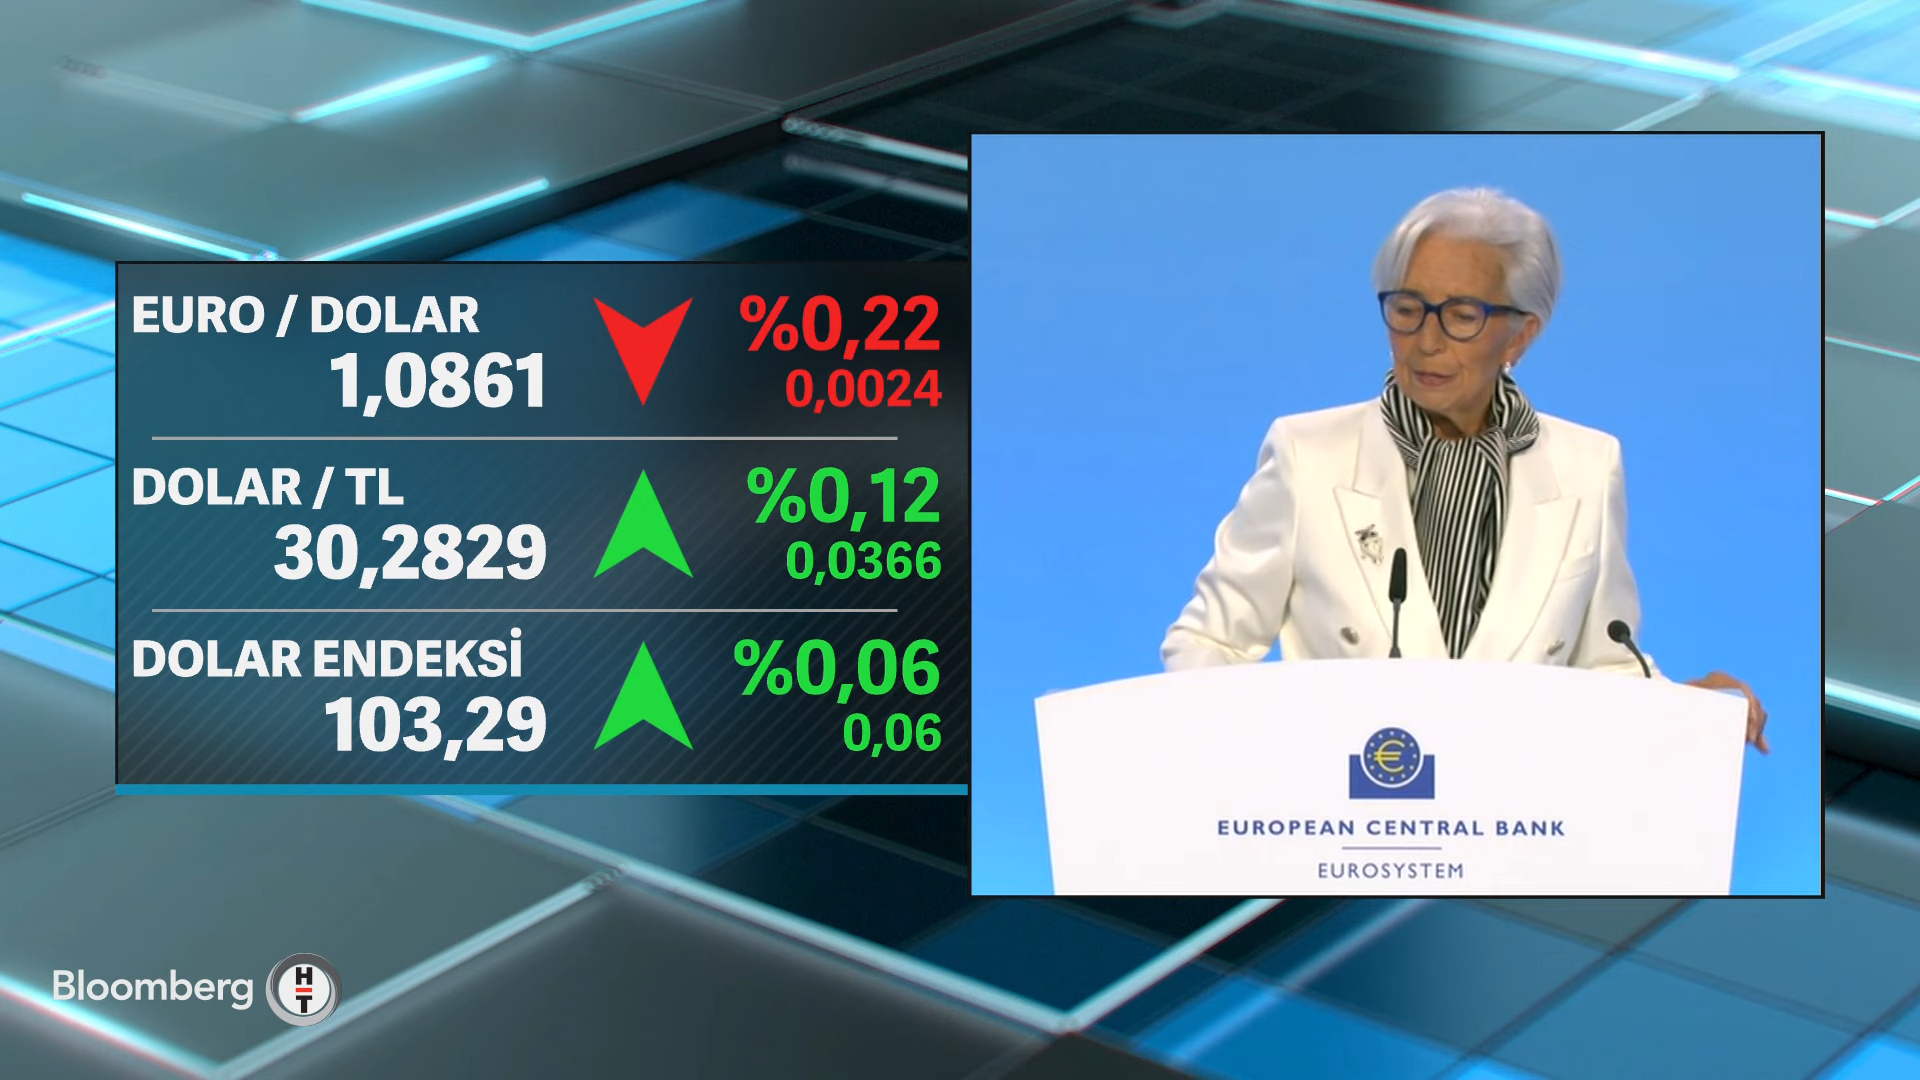 EURO / DOLAR
1,0861
%0,22
0,0024
DOLAR / TL
30,2829
%0,12
0,0366
DOLAR ENDEKSİ
103,29
%0,06
0,06
€
EUROPEAN CENTRAL BANK
EUROSYSTEM
Bloomberg HT